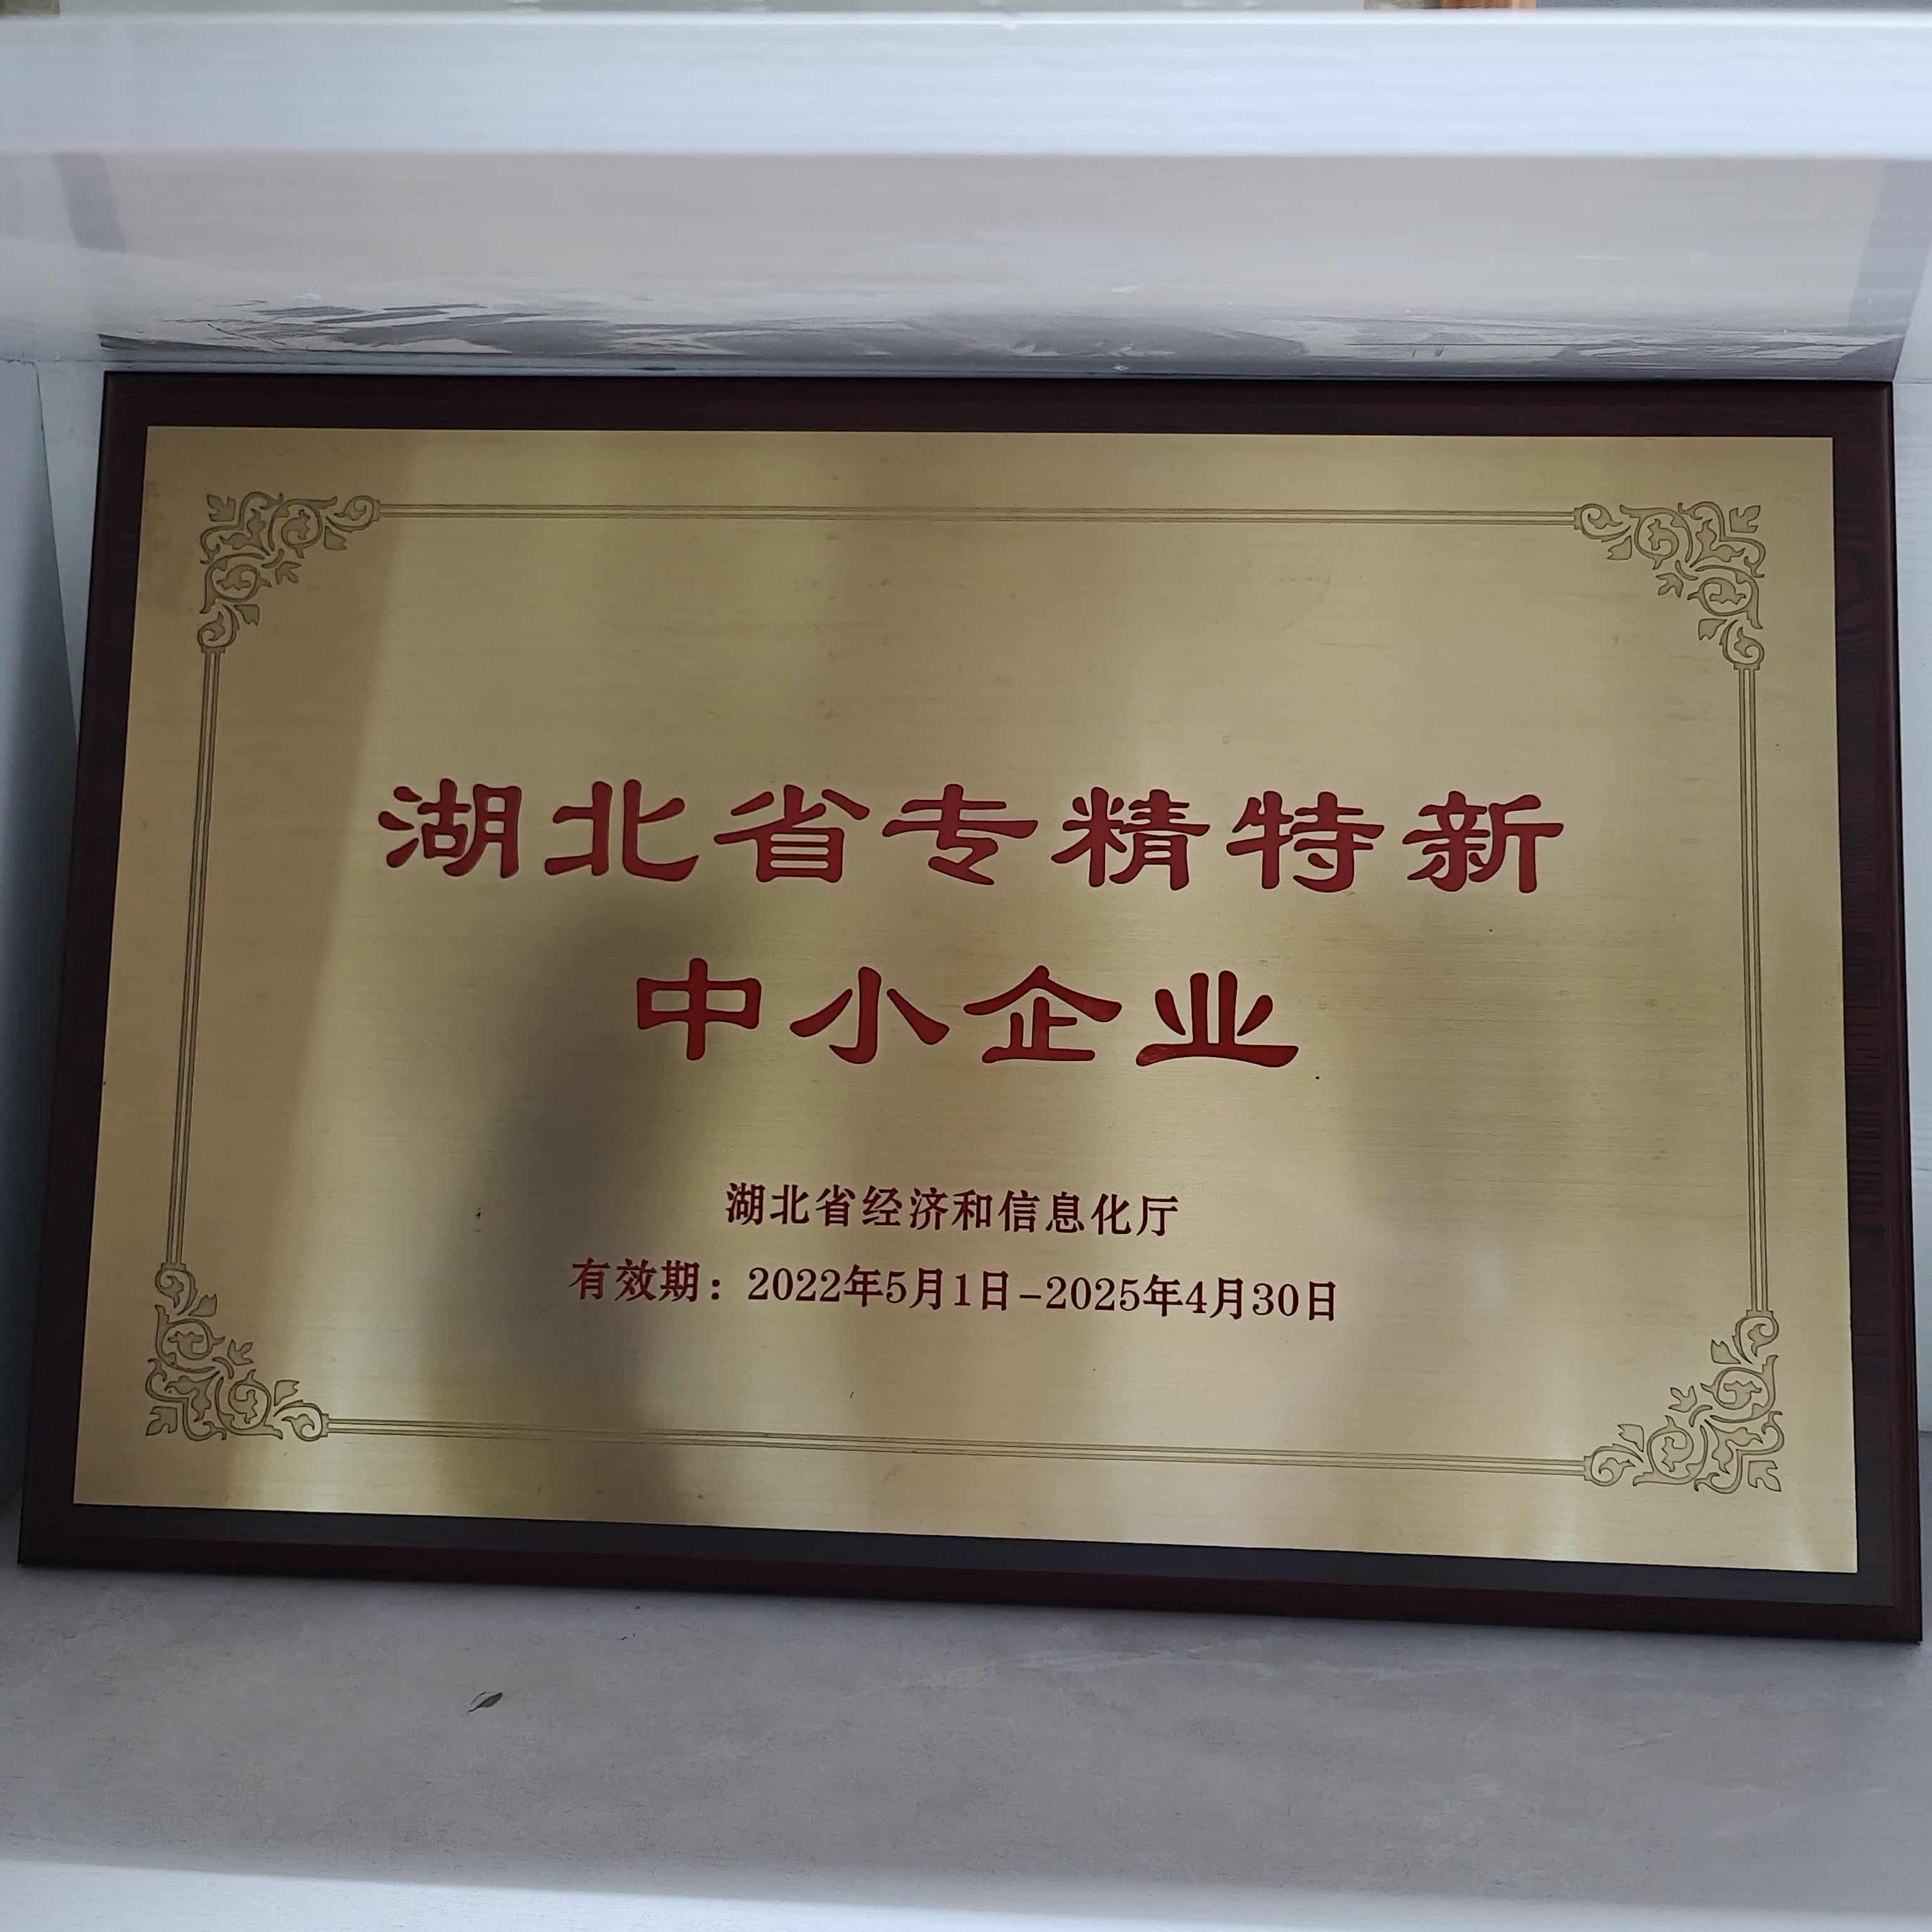 湖北省专精特新
中小企业
湖北省经济和信息化厅
有效期：2022年5月1日-2025年4月30日